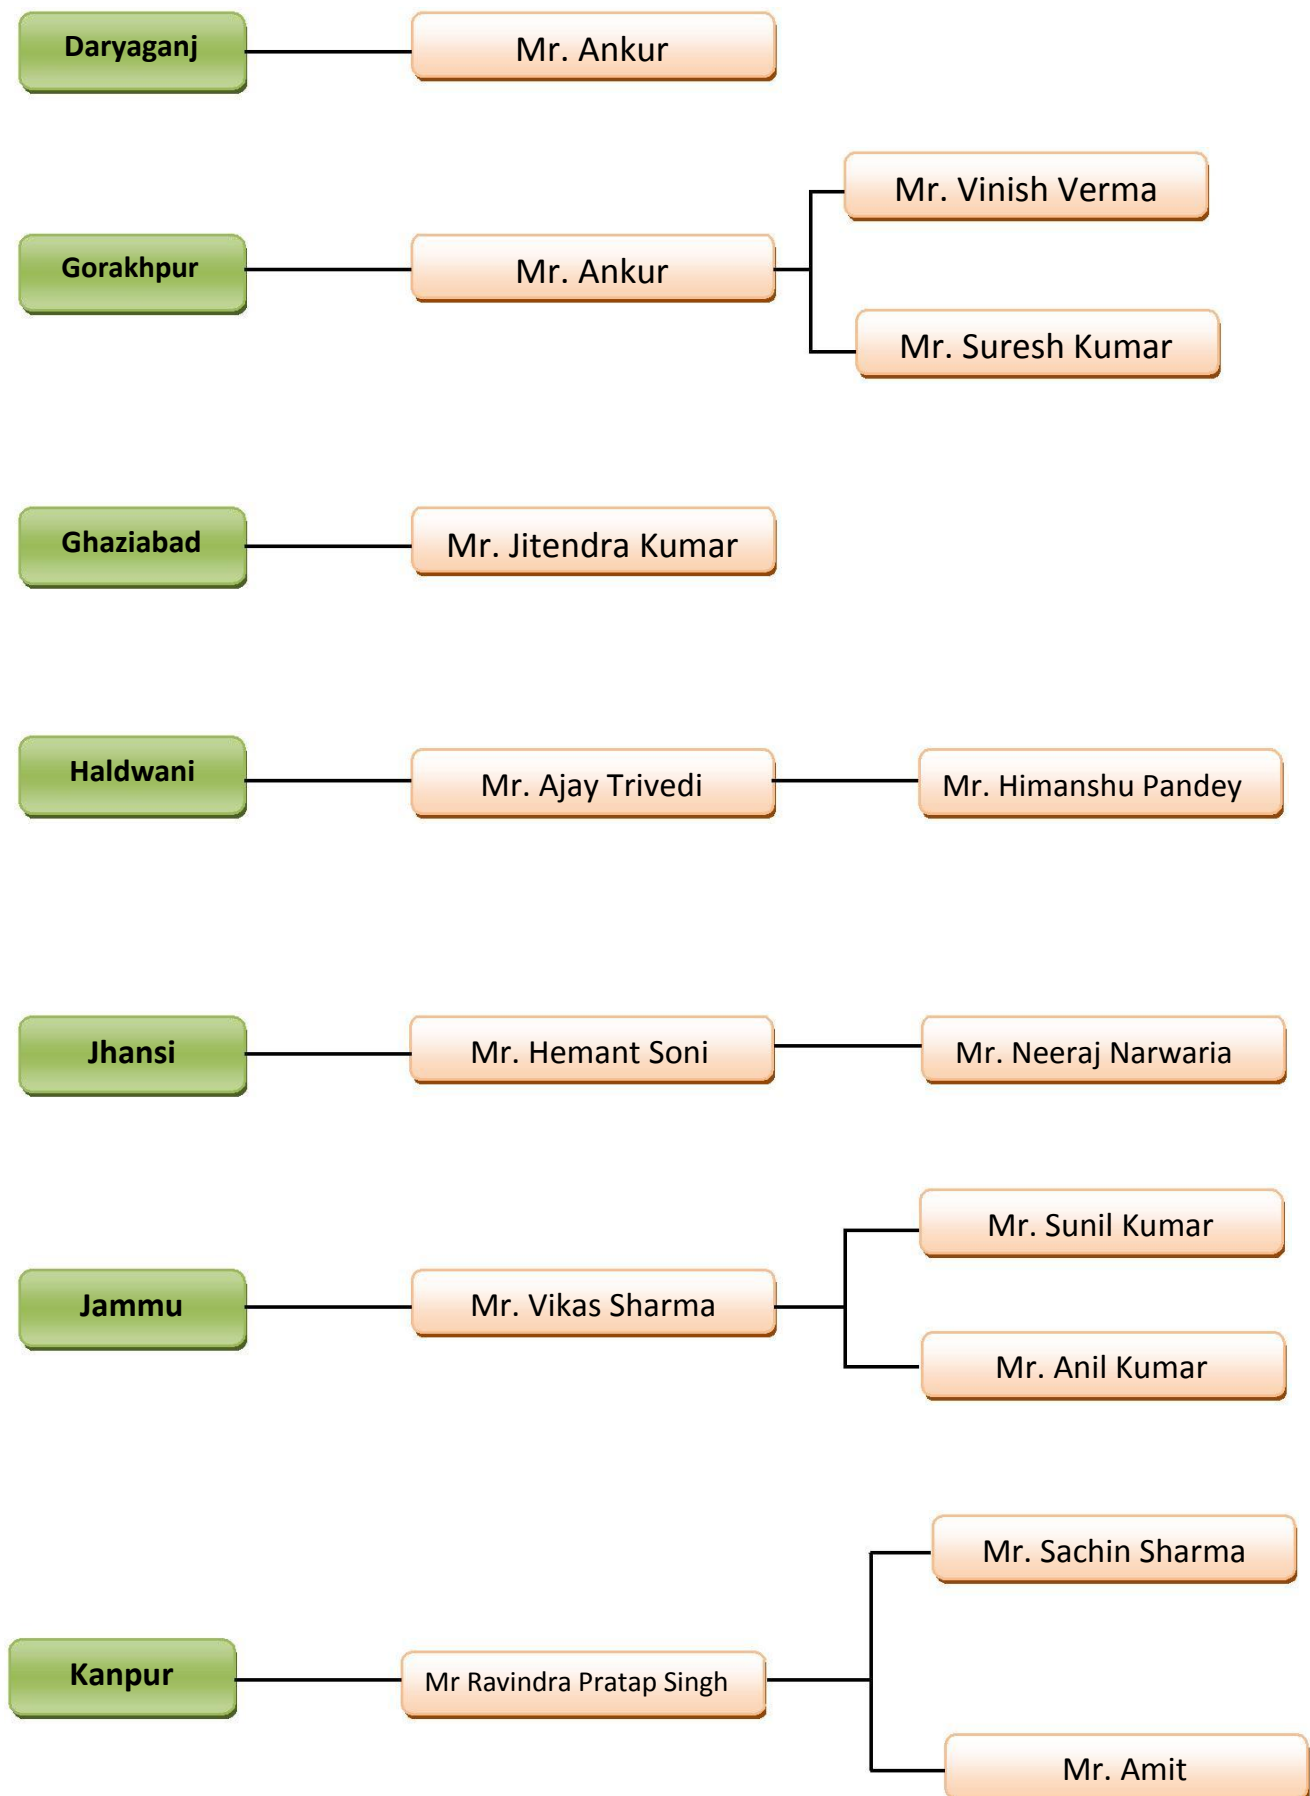 Daryaganj
Mr. Ankur
Mr. Vinish Verma
Gorakhpur
Mr. Ankur
Mr. Suresh Kumar
Ghaziabad
Mr. Jitendra Kumar
Haldwani
Mr. Ajay Trivedi
Mr. Himanshu Pandey
Jhansi
Mr. Hemant Soni
Mr. Neeraj Narwaria
Mr. Sunil Kumar
Jammu
Mr. Vikas Sharma
Mr. Anil Kumar
Mr. Sachin Sharma
Kanpur
Mr Ravindra Pratap Singh
Mr. Amit